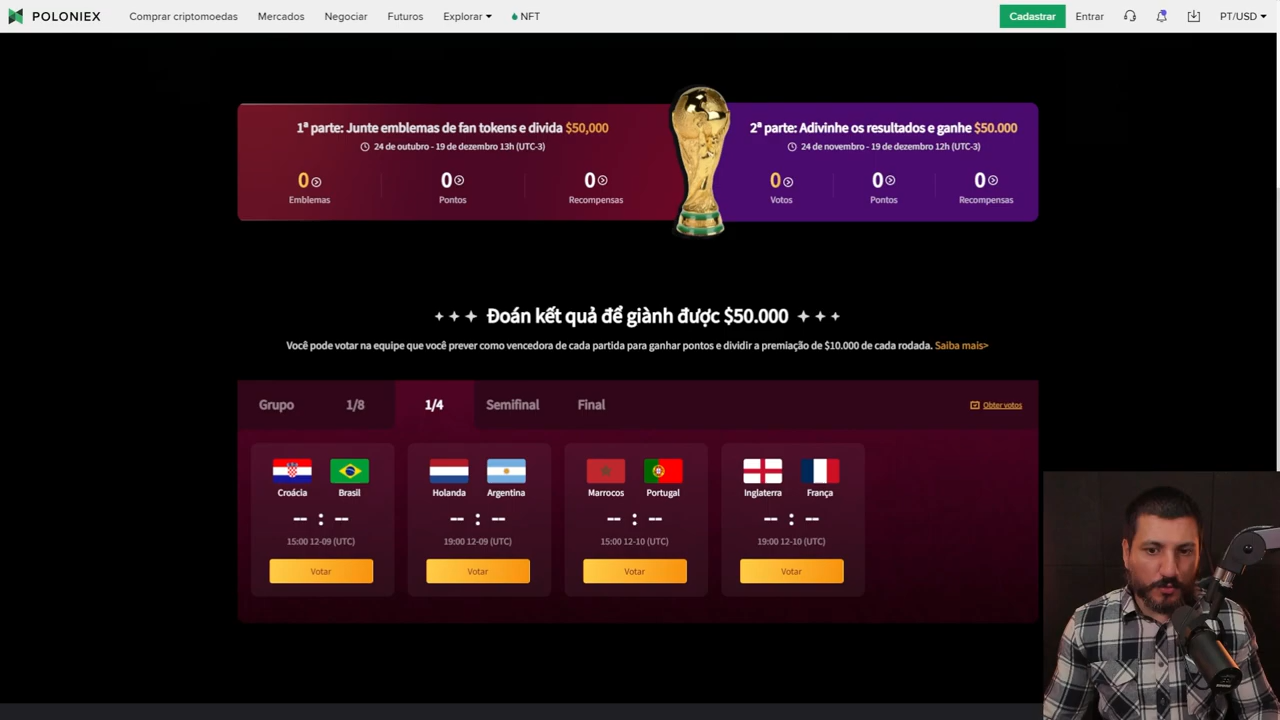 POLONIEX
Comprar criptomoedas Mercados Negociar Futuros Explorar NFT
Cadastrar Entrar PT/USD
1ª parte: Junte emblemas de fan tokens e divida $50,000
24 de outubro - 19 de dezembro 13h (UTC-3)
0 0 0
Emblemas Pontos Recompensas
2ª parte: Adivinhe os resultados e ganhe $50.000
24 de novembro - 19 de dezembro 12h (UTC-3)
0 0 0
Votos Pontos Recompensas
Đoán kết quả để giành được $50.000
Você pode votar na equipe que você prever como vencedora de cada partida para ganhar pontos e dividir a premiação de $10.000 de cada rodada. Saiba mais>
Grupo 1/8 1/4 Semifinal Final Obter votos
Croácia Brasil
-- : --
15:00 12-09 (UTC)
Votar
Holanda Argentina
-- : --
19:00 12-09 (UTC)
Votar
Marrocos Portugal
-- : --
15:00 12-10 (UTC)
Votar
Inglaterra França
-- : --
19:00 12-10 (UTC)
Votar